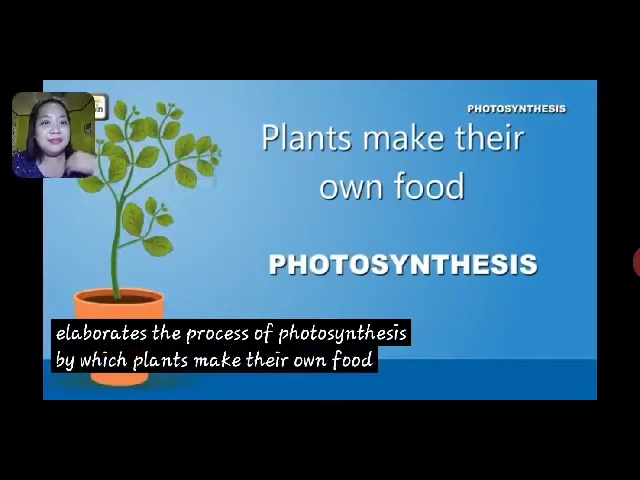 PHOTOSYNTHESIS
Plants make their
own food
PHOTOSYNTHESIS
elaborates the process of photosynthesis
by which plants make their own food